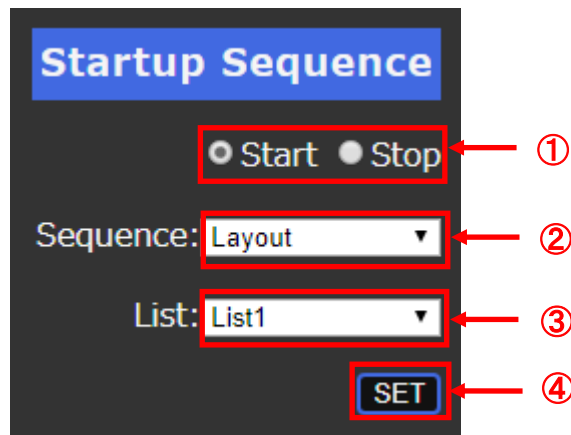 Startup Sequence
Start Stop ①
Sequence: Layout ②
List: List1 ③
SET ④